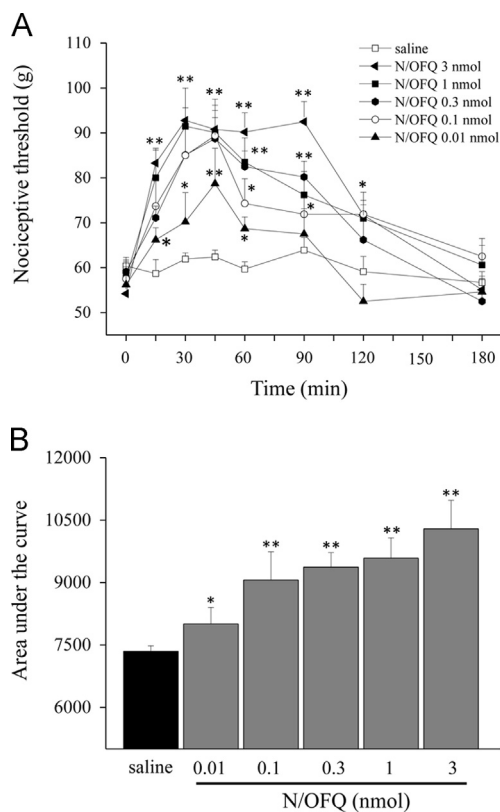 A
Nociceptive threshold (g)
110
100
90
80
70
60
50
saline
N/OFQ 3 nmol
N/OFQ 1 nmol
N/OFQ 0.3 nmol
N/OFQ 0.1 nmol
N/OFQ 0.01 nmol
** ** ** ** **
** **
* ** * * *
* *
0 15 30 45 60 90 120 150 180
Time (min)
B
Area under the curve
12000
10500
9000
7500
6000
* ** ** ** **
saline 0.01 0.1 0.3 1 3
N/OFQ (nmol)